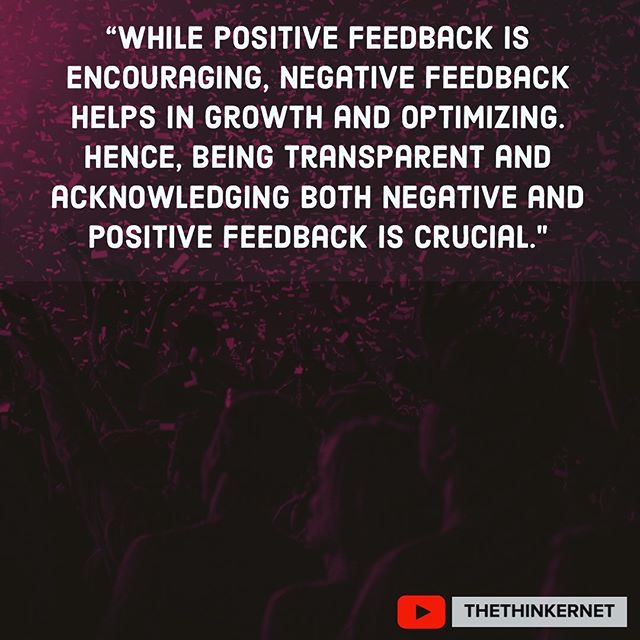 “WHILE POSITIVE FEEDBACK IS
ENCOURAGING, NEGATIVE FEEDBACK
HELPS IN GROWTH AND OPTIMIZING.
HENCE, BEING TRANSPARENT AND
ACKNOWLEDGING BOTH NEGATIVE AND
POSITIVE FEEDBACK IS CRUCIAL."
THETHINKERNET